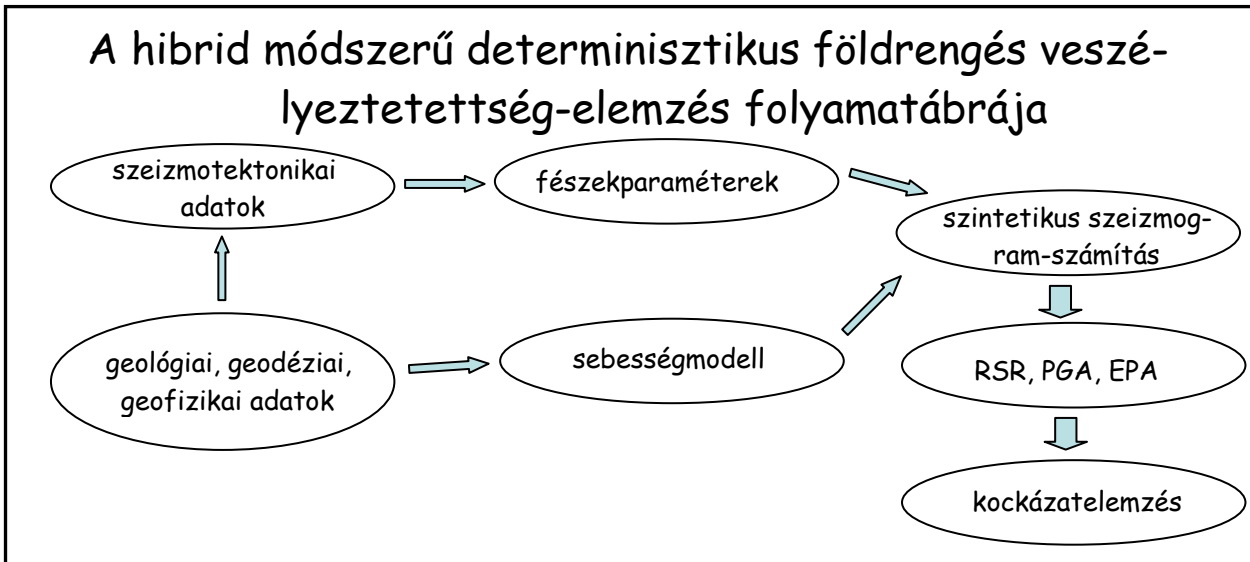 A hibrid módszerű determinisztikus földrengés veszé-
lyeztetettség-elemzés folyamatábrája
szeizmotektonikai
adatok
fészekparaméterek
szintetikus szeizmog-
ram-számítás
geológiai, geodéziai,
geofizikai adatok
sebességmodell
RSR, PGA, EPA
kockázatelemzés